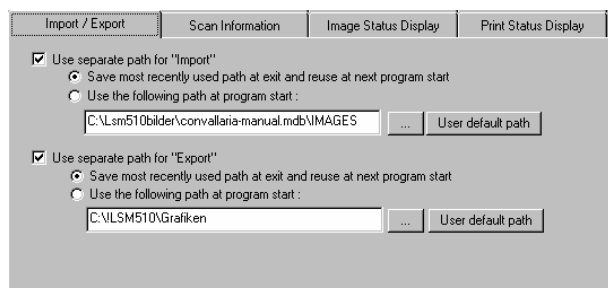 Import / Export Scan Information Image Status Display Print Status Display
Use separate path for "Import"
Save most recently used path at exit and reuse at next program start
Use the following path at program start :
C:\Lsm510bilder\convallaria-manual.mdb\IMAGES ... User default path
Use separate path for "Export"
Save most recently used path at exit and reuse at next program start
Use the following path at program start :
C:\!LSM510\Grafiken ... User default path